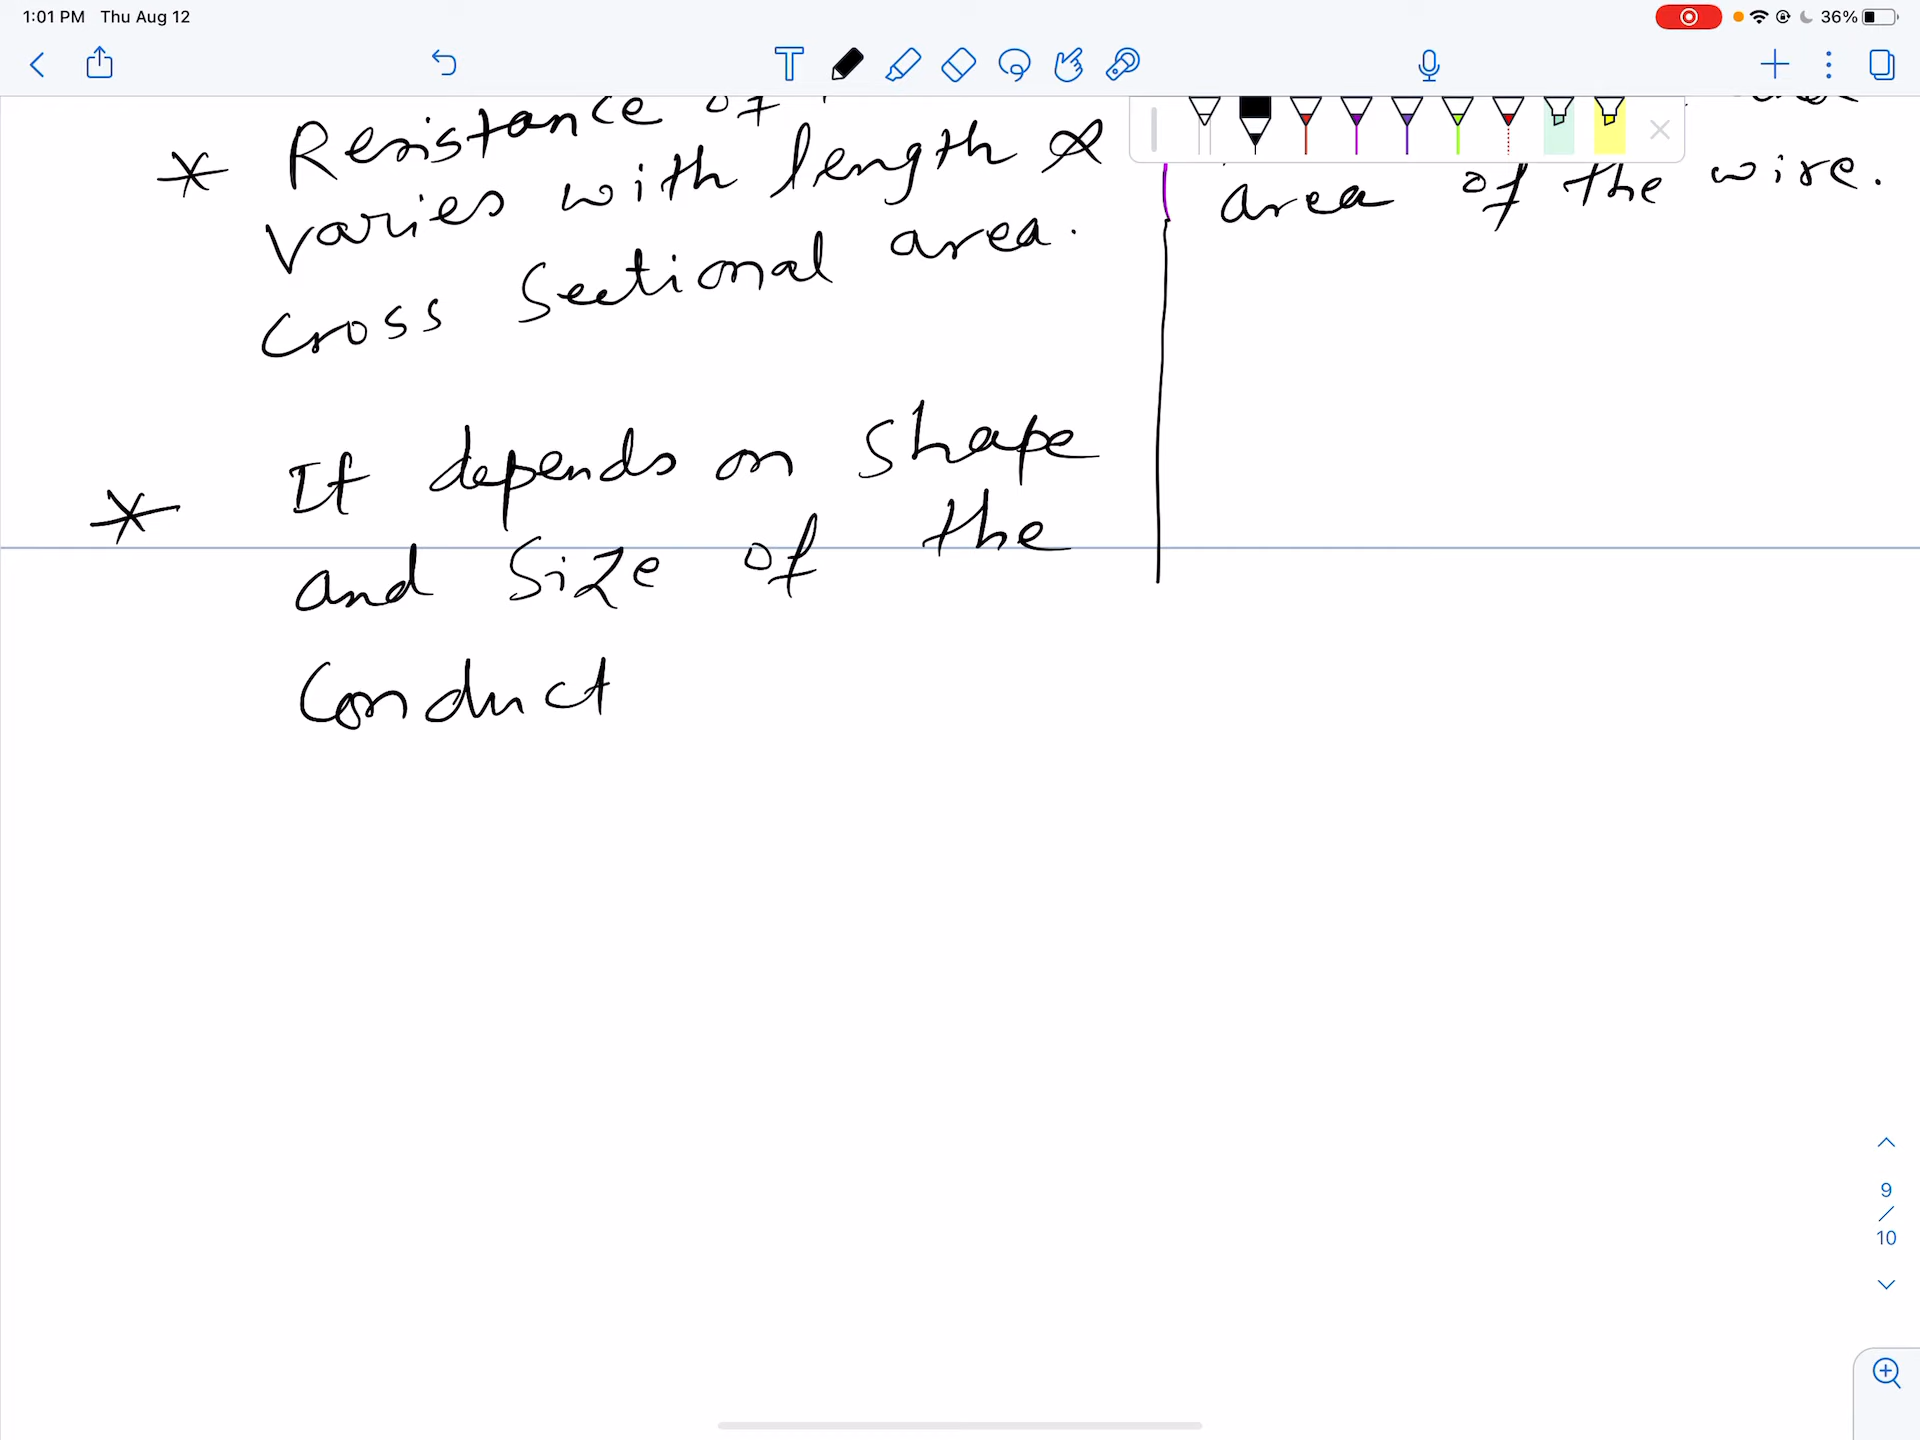 1:01 PM Thu Aug 12
36%
* Resistance of
varies with length &
cross sectional area.
area of the wire.
* It depends on shape
and size of the
conduct
9
/
10